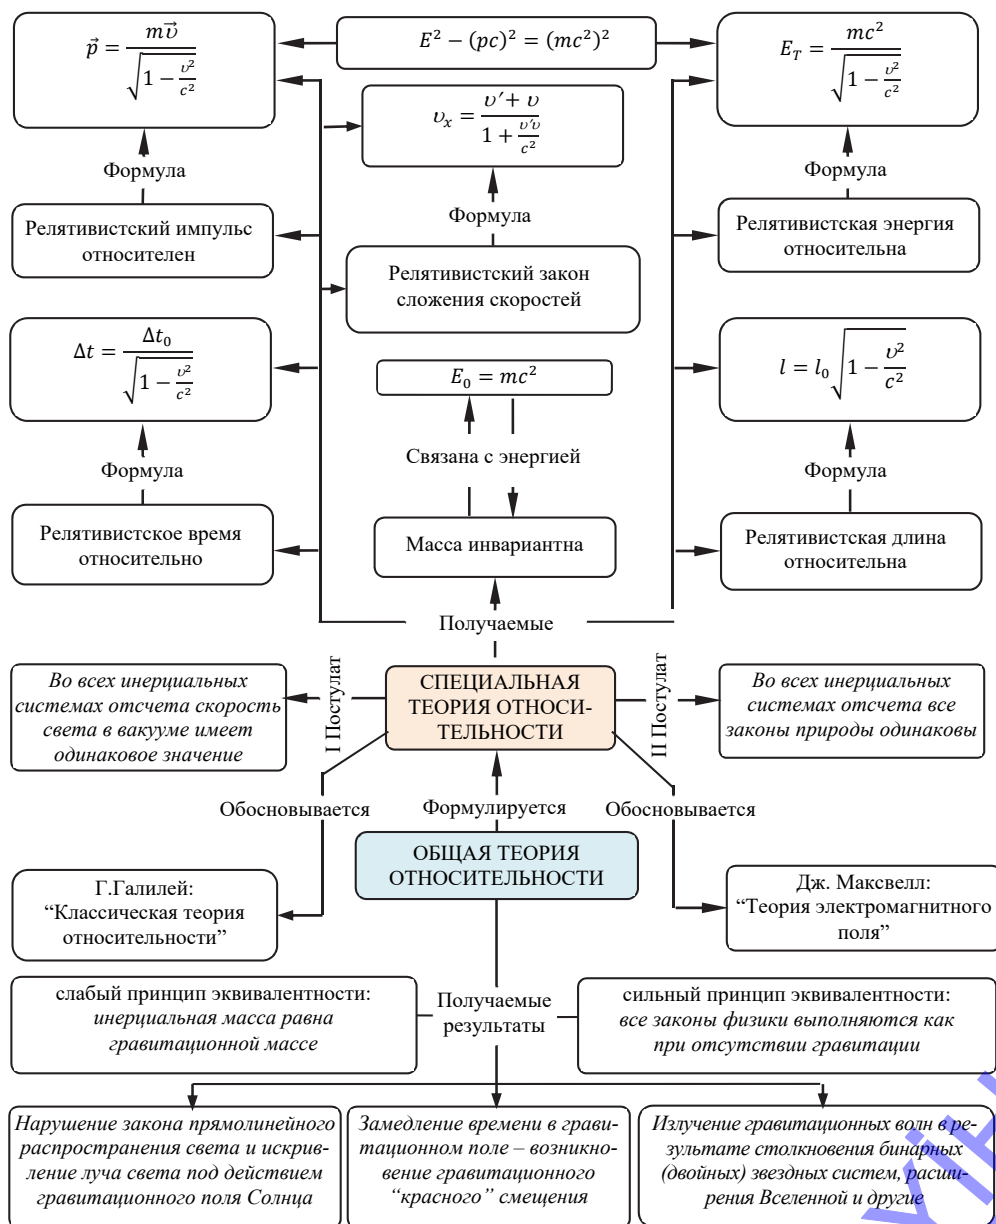 p⃗ = mυ⃗ / √(1 − υ²/c²)
E² − (pc)² = (mc²)²
E_T = mc² / √(1 − υ²/c²)
υₓ = (υ′ + υ) / (1 + υ′υ/c²)
Формула
Формула
Формула
Релятивистский импульс
относителен
Релятивистская энергия
относительна
Релятивистский закон
сложения скоростей
Δt = Δt₀ / √(1 − υ²/c²)
E₀ = mc²
l = l₀ √(1 − υ²/c²)
Формула
Связана с энергией
Формула
Релятивистское время
относительно
Масса инвариантна
Релятивистская длина
относительна
Получаемые
Во всех инерциальных
системах отсчета скорость
света в вакууме имеет
одинаковое значение
I Постулат
СПЕЦИАЛЬНАЯ
ТЕОРИЯ ОТНОСИ-
ТЕЛЬНОСТИ
II Постулат
Во всех инерциальных
системах отсчета все
законы природы одинаковы
Обосновывается
Формулируется
Обосновывается
ОБЩАЯ ТЕОРИЯ
ОТНОСИТЕЛЬНОСТИ
Г.Галилей:
“Классическая теория
относительности”
Дж. Максвелл:
“Теория электромагнитного
поля”
слабый принцип эквивалентности:
инерциальная масса равна
гравитационной массе
Получаемые
результаты
сильный принцип эквивалентности:
все законы физики выполняются как
при отсутствии гравитации
Нарушение закона прямолинейного
распространения света и искрив-
ление луча света под действием
гравитационного поля Солнца
Замедление времени в грави-
тационном поле – возникно-
вение гравитационного
“красного” смещения
Излучение гравитационных волн в ре-
зультате столкновения бинарных
(двойных) звездных систем, расши-
рения Вселенной и другие